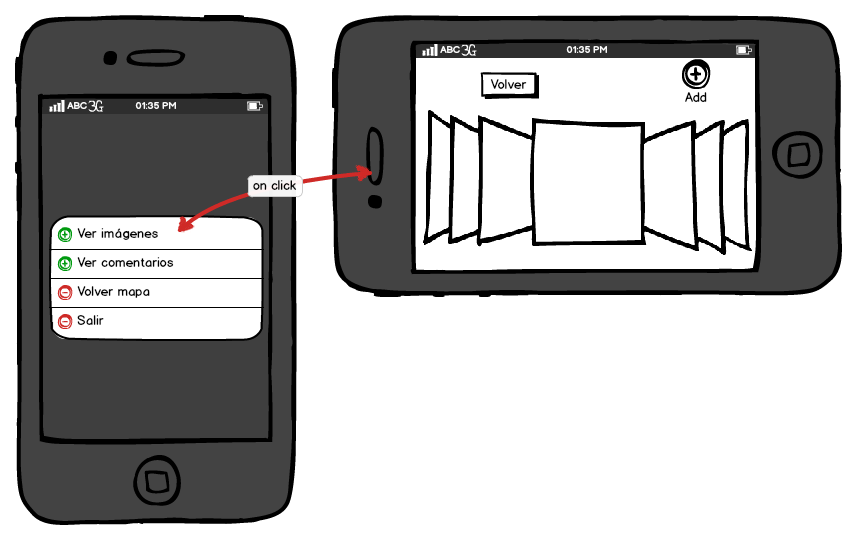 ABC 3G 01:35 PM
Ver imágenes
Ver comentarios
Volver mapa
Salir
on click
ABC 3G 01:35 PM
Volver
Add